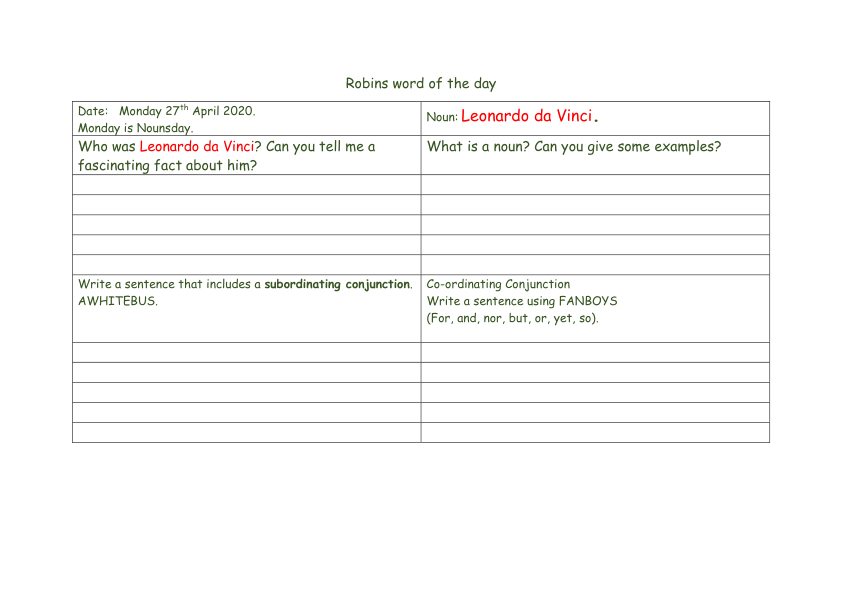 Robins word of the day
Date:   Monday 27th April 2020.
Monday is Nounsday.
Noun: Leonardo da Vinci.
Who was Leonardo da Vinci? Can you tell me a
fascinating fact about him?
What is a noun? Can you give some examples?
Write a sentence that includes a subordinating conjunction.
AWHITEBUS.
Co-ordinating Conjunction
Write a sentence using FANBOYS
(For, and, nor, but, or, yet, so).